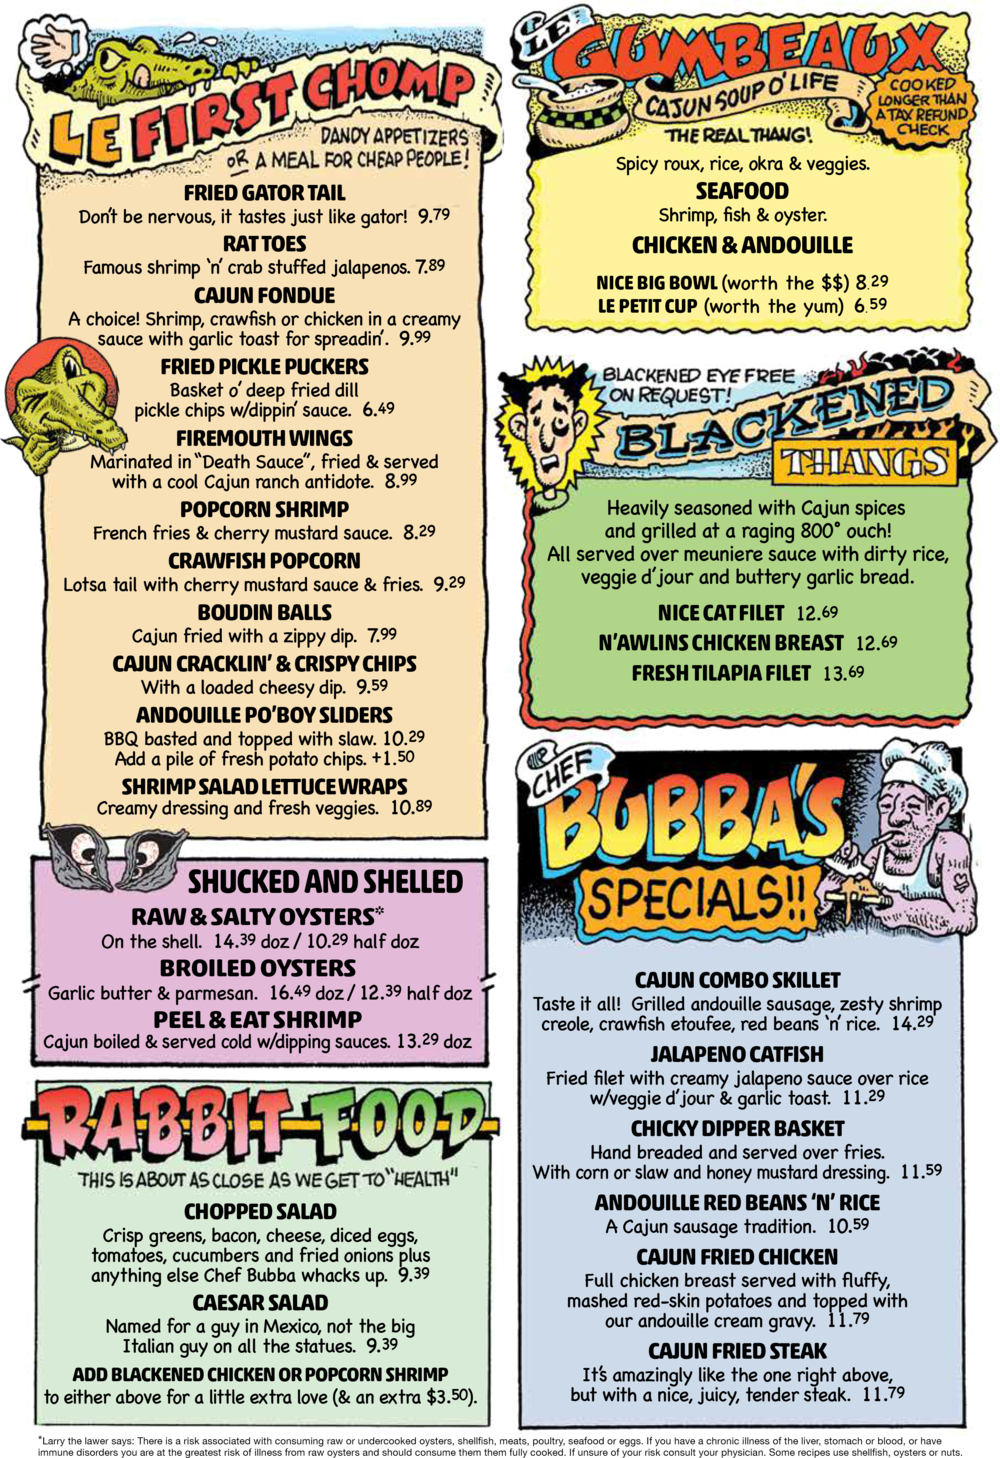 LE FIRST CHOMP
DANDY APPETIZERS
OR A MEAL FOR CHEAP PEOPLE!
FRIED GATOR TAIL
Don't be nervous, it tastes just like gator! 9.79
RAT TOES
Famous shrimp 'n' crab stuffed jalapenos. 7.89
CAJUN FONDUE
A choice! Shrimp, crawfish or chicken in a creamy
sauce with garlic toast for spreadin'. 9.99
FRIED PICKLE PUCKERS
Basket o' deep fried dill
pickle chips w/dippin' sauce. 6.49
FIREMOUTH WINGS
Marinated in "Death Sauce", fried & served
with a cool Cajun ranch antidote. 8.99
POPCORN SHRIMP
French fries & cherry mustard sauce. 8.29
CRAWFISH POPCORN
Lotsa tail with cherry mustard sauce & fries. 9.29
BOUDIN BALLS
Cajun fried with a zippy dip. 7.99
CAJUN CRACKLIN' & CRISPY CHIPS
With a loaded cheesy dip. 9.59
ANDOUILLE PO'BOY SLIDERS
BBQ basted and topped with slaw. 10.29
Add a pile of fresh potato chips. +1.50
SHRIMP SALAD LETTUCE WRAPS
Creamy dressing and fresh veggies. 10.89
SHUCKED AND SHELLED
RAW & SALTY OYSTERS*
On the shell. 14.39 doz / 10.29 half doz
BROILED OYSTERS
Garlic butter & parmesan. 16.49 doz / 12.39 half doz
PEEL & EAT SHRIMP
Cajun boiled & served cold w/dipping sauces. 13.29 doz
RABBIT FOOD
THIS IS ABOUT AS CLOSE AS WE GET TO "HEALTH"
CHOPPED SALAD
Crisp greens, bacon, cheese, diced eggs,
tomatoes, cucumbers and fried onions plus
anything else Chef Bubba whacks up. 9.39
CAESAR SALAD
Named for a guy in Mexico, not the big
Italian guy on all the statues. 9.39
ADD BLACKENED CHICKEN OR POPCORN SHRIMP
to either above for a little extra love (& an extra $3.50).
LE GUMBEAUX
CAJUN SOUP O' LIFE
COOKED
LONGER THAN
A TAX REFUND
CHECK
THE REAL THANG!
Spicy roux, rice, okra & veggies.
SEAFOOD
Shrimp, fish & oyster.
CHICKEN & ANDOUILLE
NICE BIG BOWL (worth the $$) 8.29
LE PETIT CUP (worth the yum) 6.59
BLACKENED EYE FREE
ON REQUEST!
BLACKENED
THANGS
Heavily seasoned with Cajun spices
and grilled at a raging 800° ouch!
All served over meuniere sauce with dirty rice,
veggie d'jour and buttery garlic bread.
NICE CAT FILET 12.69
N'AWLINS CHICKEN BREAST 12.69
FRESH TILAPIA FILET 13.69
CHEF
BUBBA'S
SPECIALS!!
CAJUN COMBO SKILLET
Taste it all! Grilled andouille sausage, zesty shrimp
creole, crawfish etoufee, red beans 'n' rice. 14.29
JALAPENO CATFISH
Fried filet with creamy jalapeno sauce over rice
w/veggie d'jour & garlic toast. 11.29
CHICKY DIPPER BASKET
Hand breaded and served over fries.
With corn or slaw and honey mustard dressing. 11.59
ANDOUILLE RED BEANS 'N' RICE
A Cajun sausage tradition. 10.59
CAJUN FRIED CHICKEN
Full chicken breast served with fluffy,
mashed red-skin potatoes and topped with
our andouille cream gravy. 11.79
CAJUN FRIED STEAK
It's amazingly like the one right above,
but with a nice, juicy, tender steak. 11.79
*Larry the lawer says: There is a risk associated with consuming raw or undercooked oysters, shellfish, meats, poultry, seafood or eggs. If you have a chronic illness of the liver, stomach or blood, or have
immune disorders you are at the greatest risk of illness from raw oysters and should consume them them fully cooked. If unsure of your risk consult your physician. Some recipes use shellfish, oysters or nuts.